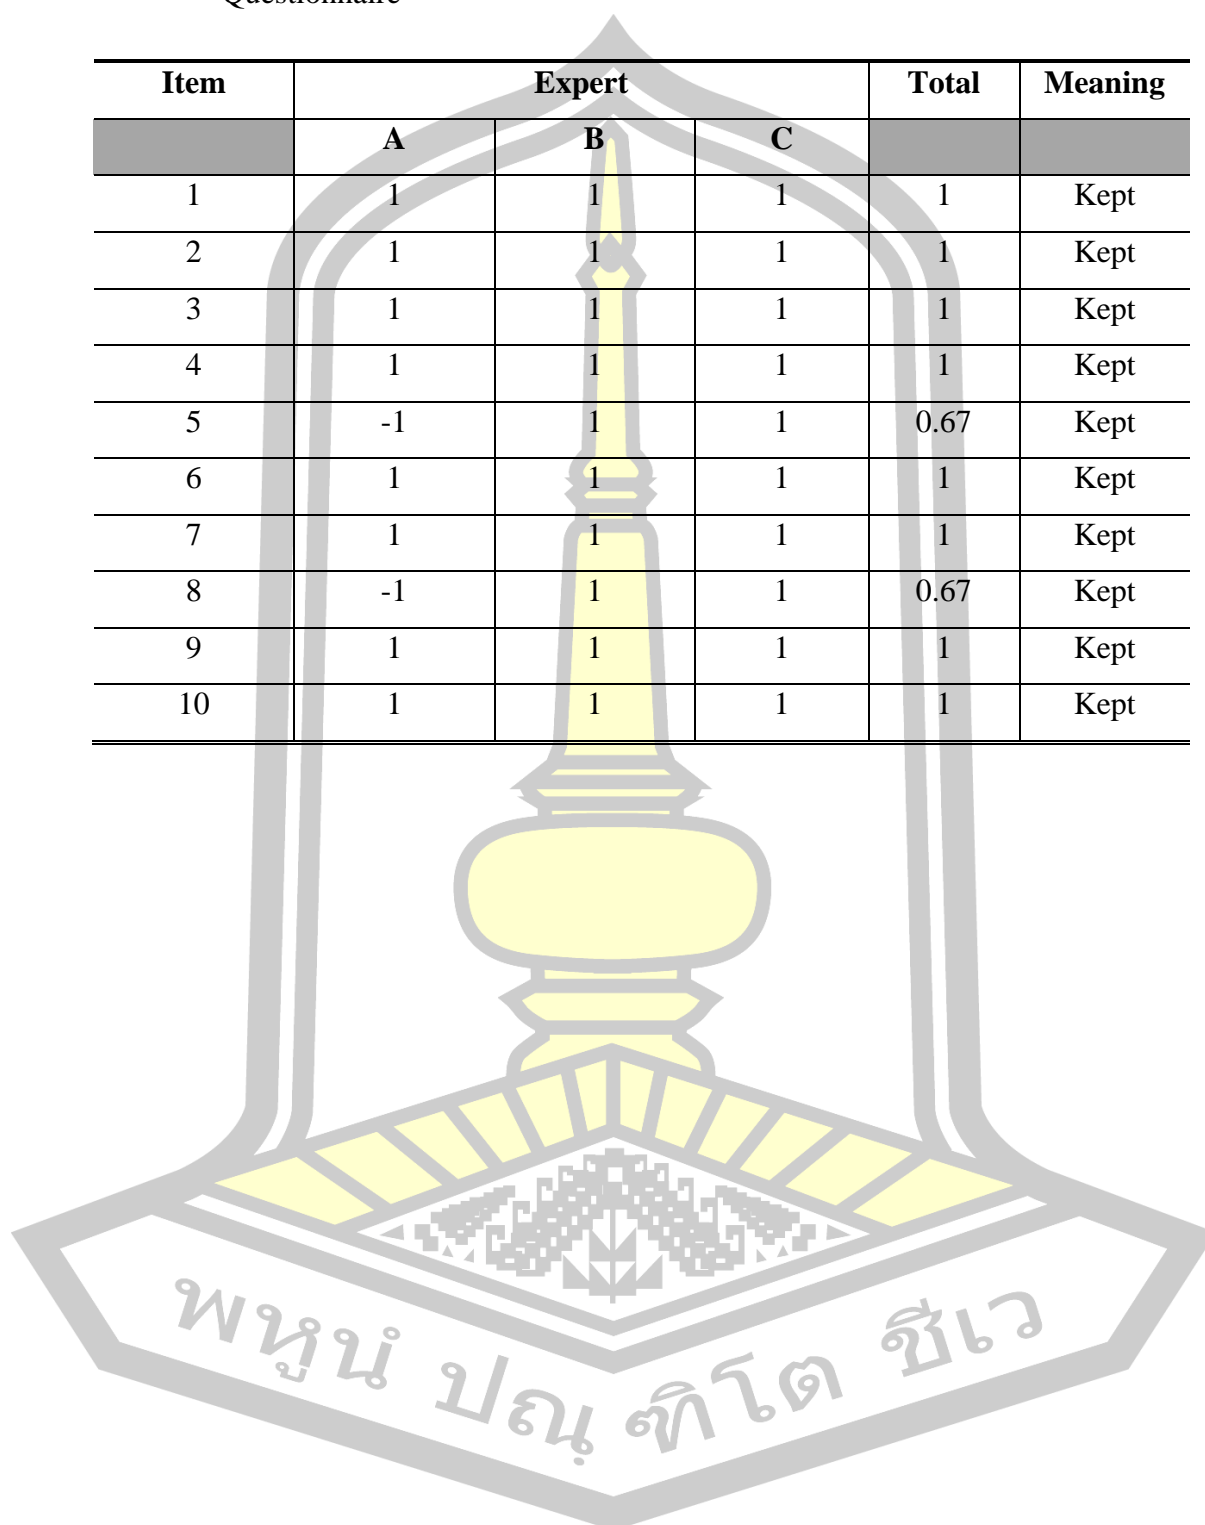 Questionnaire
Item Expert Total Meaning
A B C
1 1 1 1 1 Kept
2 1 1 1 1 Kept
3 1 1 1 1 Kept
4 1 1 1 1 Kept
5 -1 1 1 0.67 Kept
6 1 1 1 1 Kept
7 1 1 1 1 Kept
8 -1 1 1 0.67 Kept
9 1 1 1 1 Kept
10 1 1 1 1 Kept
พหูนํ ปณฺฑิโต ชีเว